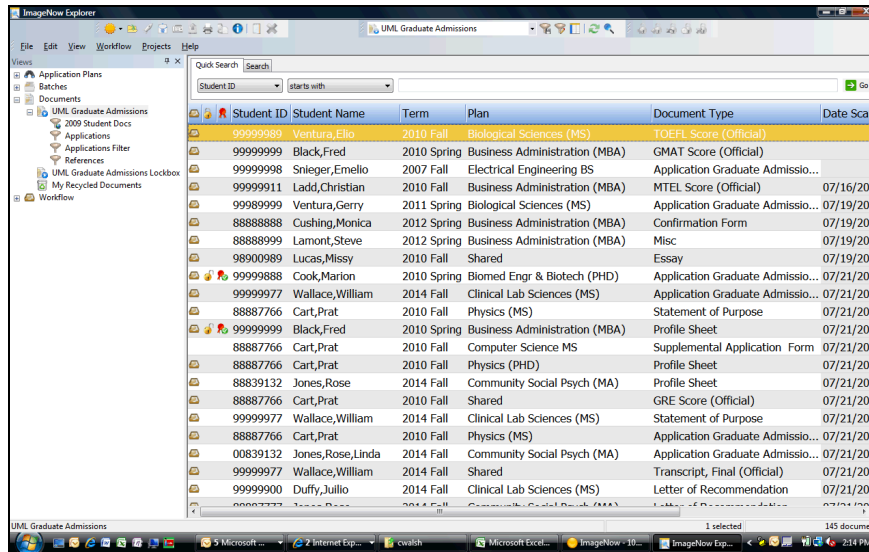 ImageNow Explorer
UML Graduate Admissions
File Edit View Workflow Projects Help
Views
Application Plans
Batches
Documents
UML Graduate Admissions
2009 Student Docs
Applications
Applications Filter
References
UML Graduate Admissions Lockbox
My Recycled Documents
Workflow
Quick Search Search
Student ID starts with Go
Student ID Student Name Term Plan Document Type Date Sca
99999989 Ventura,Elio 2010 Fall Biological Sciences (MS) TOEFL Score (Official)
99999999 Black,Fred 2010 Spring Business Administration (MBA) GMAT Score (Official)
99999998 Snieger,Emelio 2007 Fall Electrical Engineering BS Application Graduate Admissio...
99999911 Ladd,Christian 2010 Fall Business Administration (MBA) MTEL Score (Official) 07/16/20
99989999 Ventura,Gerry 2011 Spring Biological Sciences (MS) Application Graduate Admissio... 07/19/20
88888888 Cushing,Monica 2012 Spring Business Administration (MBA) Confirmation Form 07/19/20
88888999 Lamont,Steve 2012 Spring Business Administration (MBA) Misc 07/19/20
98900989 Lucas,Missy 2010 Fall Shared Essay 07/19/20
99999888 Cook,Marion 2010 Spring Biomed Engr & Biotech (PHD) Application Graduate Admissio... 07/21/20
99999977 Wallace,William 2014 Fall Clinical Lab Sciences (MS) Application Graduate Admissio... 07/21/20
88887766 Cart,Prat 2010 Fall Physics (MS) Statement of Purpose 07/21/20
99999999 Black,Fred 2010 Spring Business Administration (MBA) Profile Sheet 07/21/20
88887766 Cart,Prat 2010 Fall Computer Science MS Supplemental Application Form 07/21/20
88887766 Cart,Prat 2010 Fall Physics (PHD) Profile Sheet 07/21/20
88839132 Jones,Rose 2014 Fall Community Social Psych (MA) Profile Sheet 07/21/20
88887766 Cart,Prat 2010 Fall Shared GRE Score (Official) 07/21/20
99999977 Wallace,William 2014 Fall Clinical Lab Sciences (MS) Statement of Purpose 07/21/20
88887766 Cart,Prat 2010 Fall Physics (MS) Application Graduate Admissio... 07/21/20
00839132 Jones,Rose,Linda 2014 Fall Community Social Psych (MA) Application Graduate Admissio... 07/21/20
99999977 Wallace,William 2014 Fall Shared Transcript, Final (Official) 07/21/20
99999900 Duffy,Juilio 2014 Fall Clinical Lab Sciences (MS) Letter of Recommendation 07/21/20
UML Graduate Admissions 1 selected 145 docume
5 Microsoft ... 2 Internet Exp... cwalsh Microsoft Excel... ImageNow - 10... ImageNow Exp... 2:14 PM